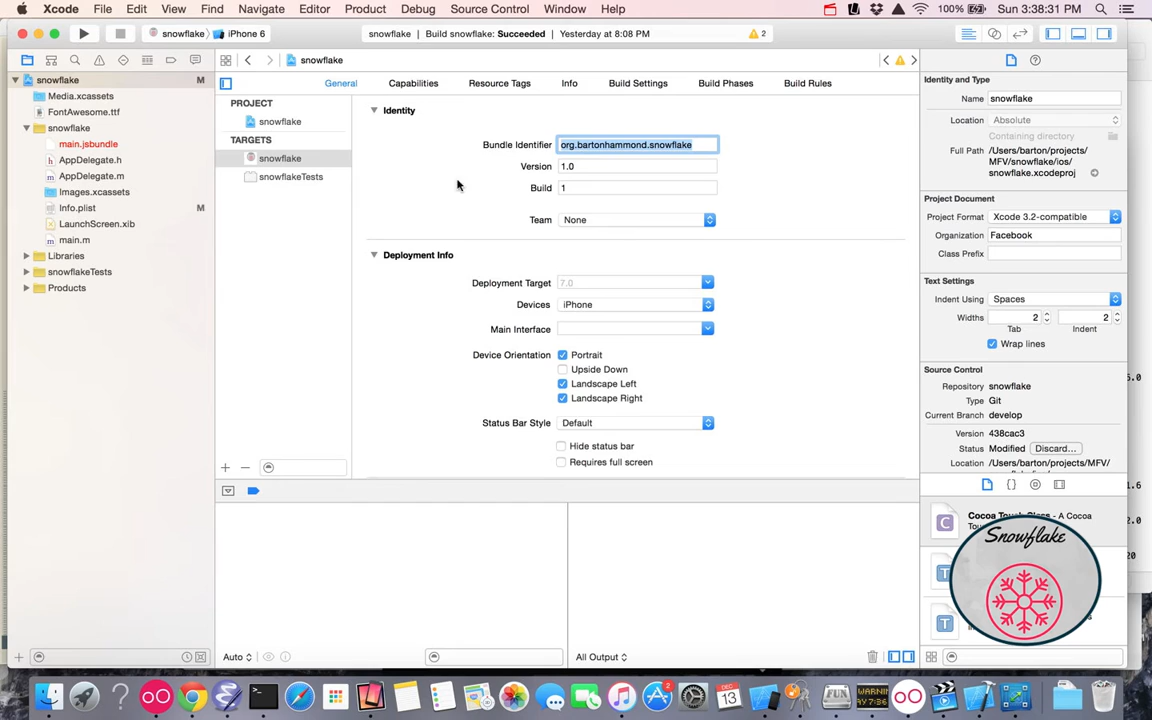 Xcode File Edit View Find Navigate Editor Product Debug Source Control Window Help 100% Sun 3:38:31 PM
snowflake iPhone 6 snowflake | Build snowflake: Succeeded | Yesterday at 8:08 PM 2
snowflake M
Media.xcassets
FontAwesome.ttf
snowflake
main.jsbundle
AppDelegate.h
AppDelegate.m
Images.xcassets
Info.plist M
LaunchScreen.xib
main.m
Libraries
snowflakeTests
Products
snowflake
General Capabilities Resource Tags Info Build Settings Build Phases Build Rules
PROJECT
snowflake
TARGETS
snowflake
snowflakeTests
Identity
Bundle Identifier org.bartonhammond.snowflake
Version 1.0
Build 1
Team None
Deployment Info
Deployment Target 7.0
Devices iPhone
Main Interface
Device Orientation Portrait
Upside Down
Landscape Left
Landscape Right
Status Bar Style Default
Hide status bar
Requires full screen
Identity and Type
Name snowflake
Location Absolute
Containing directory
Full Path /Users/barton/projects/
MFV/snowflake/ios/
snowflake.xcodeproj
Project Document
Project Format Xcode 3.2-compatible
Organization Facebook
Class Prefix
Text Settings
Indent Using Spaces
Widths 2 2
Tab Indent
Wrap lines
Source Control
Repository snowflake
Type Git
Current Branch develop
Version 438cac3
Status Modified Discard...
Location /Users/barton/projects/MFV/
Cocoa Touch Class - A Cocoa
Snowflake
Auto
All Output
DEC
13
WARNING